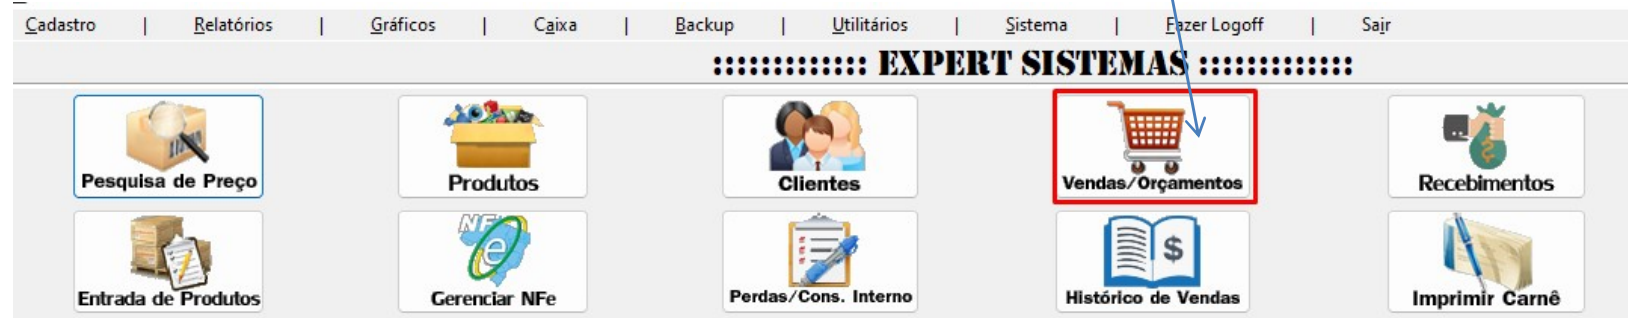 Cadastro | Relatórios | Gráficos | Caixa | Backup | Utilitários | Sistema | Fazer Logoff | Sair
::::::::::::: EXPERT SISTEMAS :::::::::::::
Pesquisa de Preço Produtos Clientes Vendas/Orçamentos Recebimentos
NF e $
Entrada de Produtos Gerenciar NFe Perdas/Cons. Interno Histórico de Vendas Imprimir Carnê